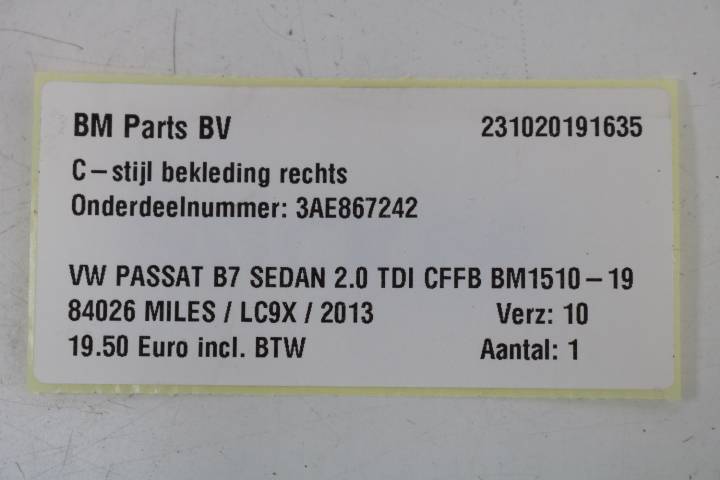 BM Parts BV 231020191635
C-stijl bekleding rechts
Onderdeelnummer: 3AE867242
VW PASSAT B7 SEDAN 2.0 TDI CFFB BM1510-19
84026 MILES / LC9X / 2013 Verz: 10
19.50 Euro incl. BTW Aantal: 1